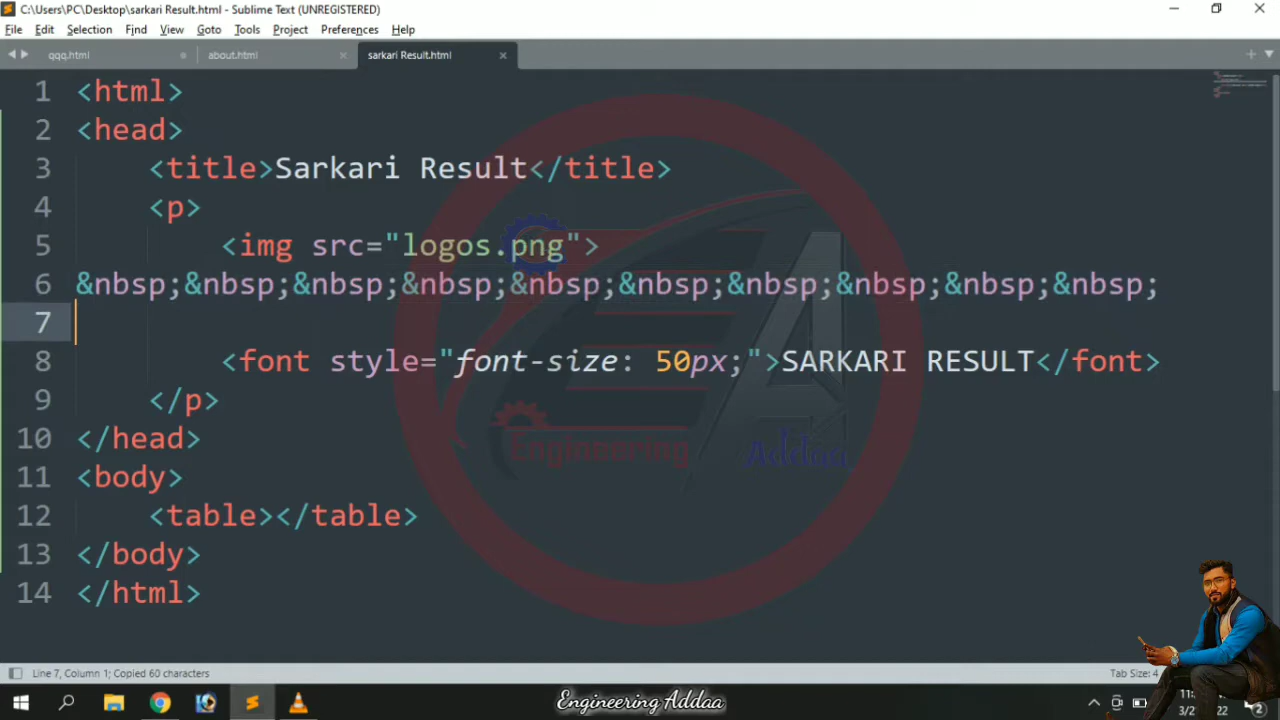 C:\Users\PC\Desktop\sarkari Result.html - Sublime Text (UNREGISTERED)
File Edit Selection Find View Goto Tools Project Preferences Help
qqq.html about.html sarkari Result.html
1 <html>
2 <head>
3 <title>Sarkari Result</title>
4 <p>
5 <img src="logos.png">
6 &nbsp;&nbsp;&nbsp;&nbsp;&nbsp;&nbsp;&nbsp;&nbsp;&nbsp;&nbsp;
7
8 <font style="font-size: 50px;">SARKARI RESULT</font>
9 </p>
10 </head>
11 <body>
12 <table></table>
13 </body>
14 </html>
Engineering Addaa
Line 7, Column 1; Copied 60 characters
Tab Size: 4
Engineering Addaa